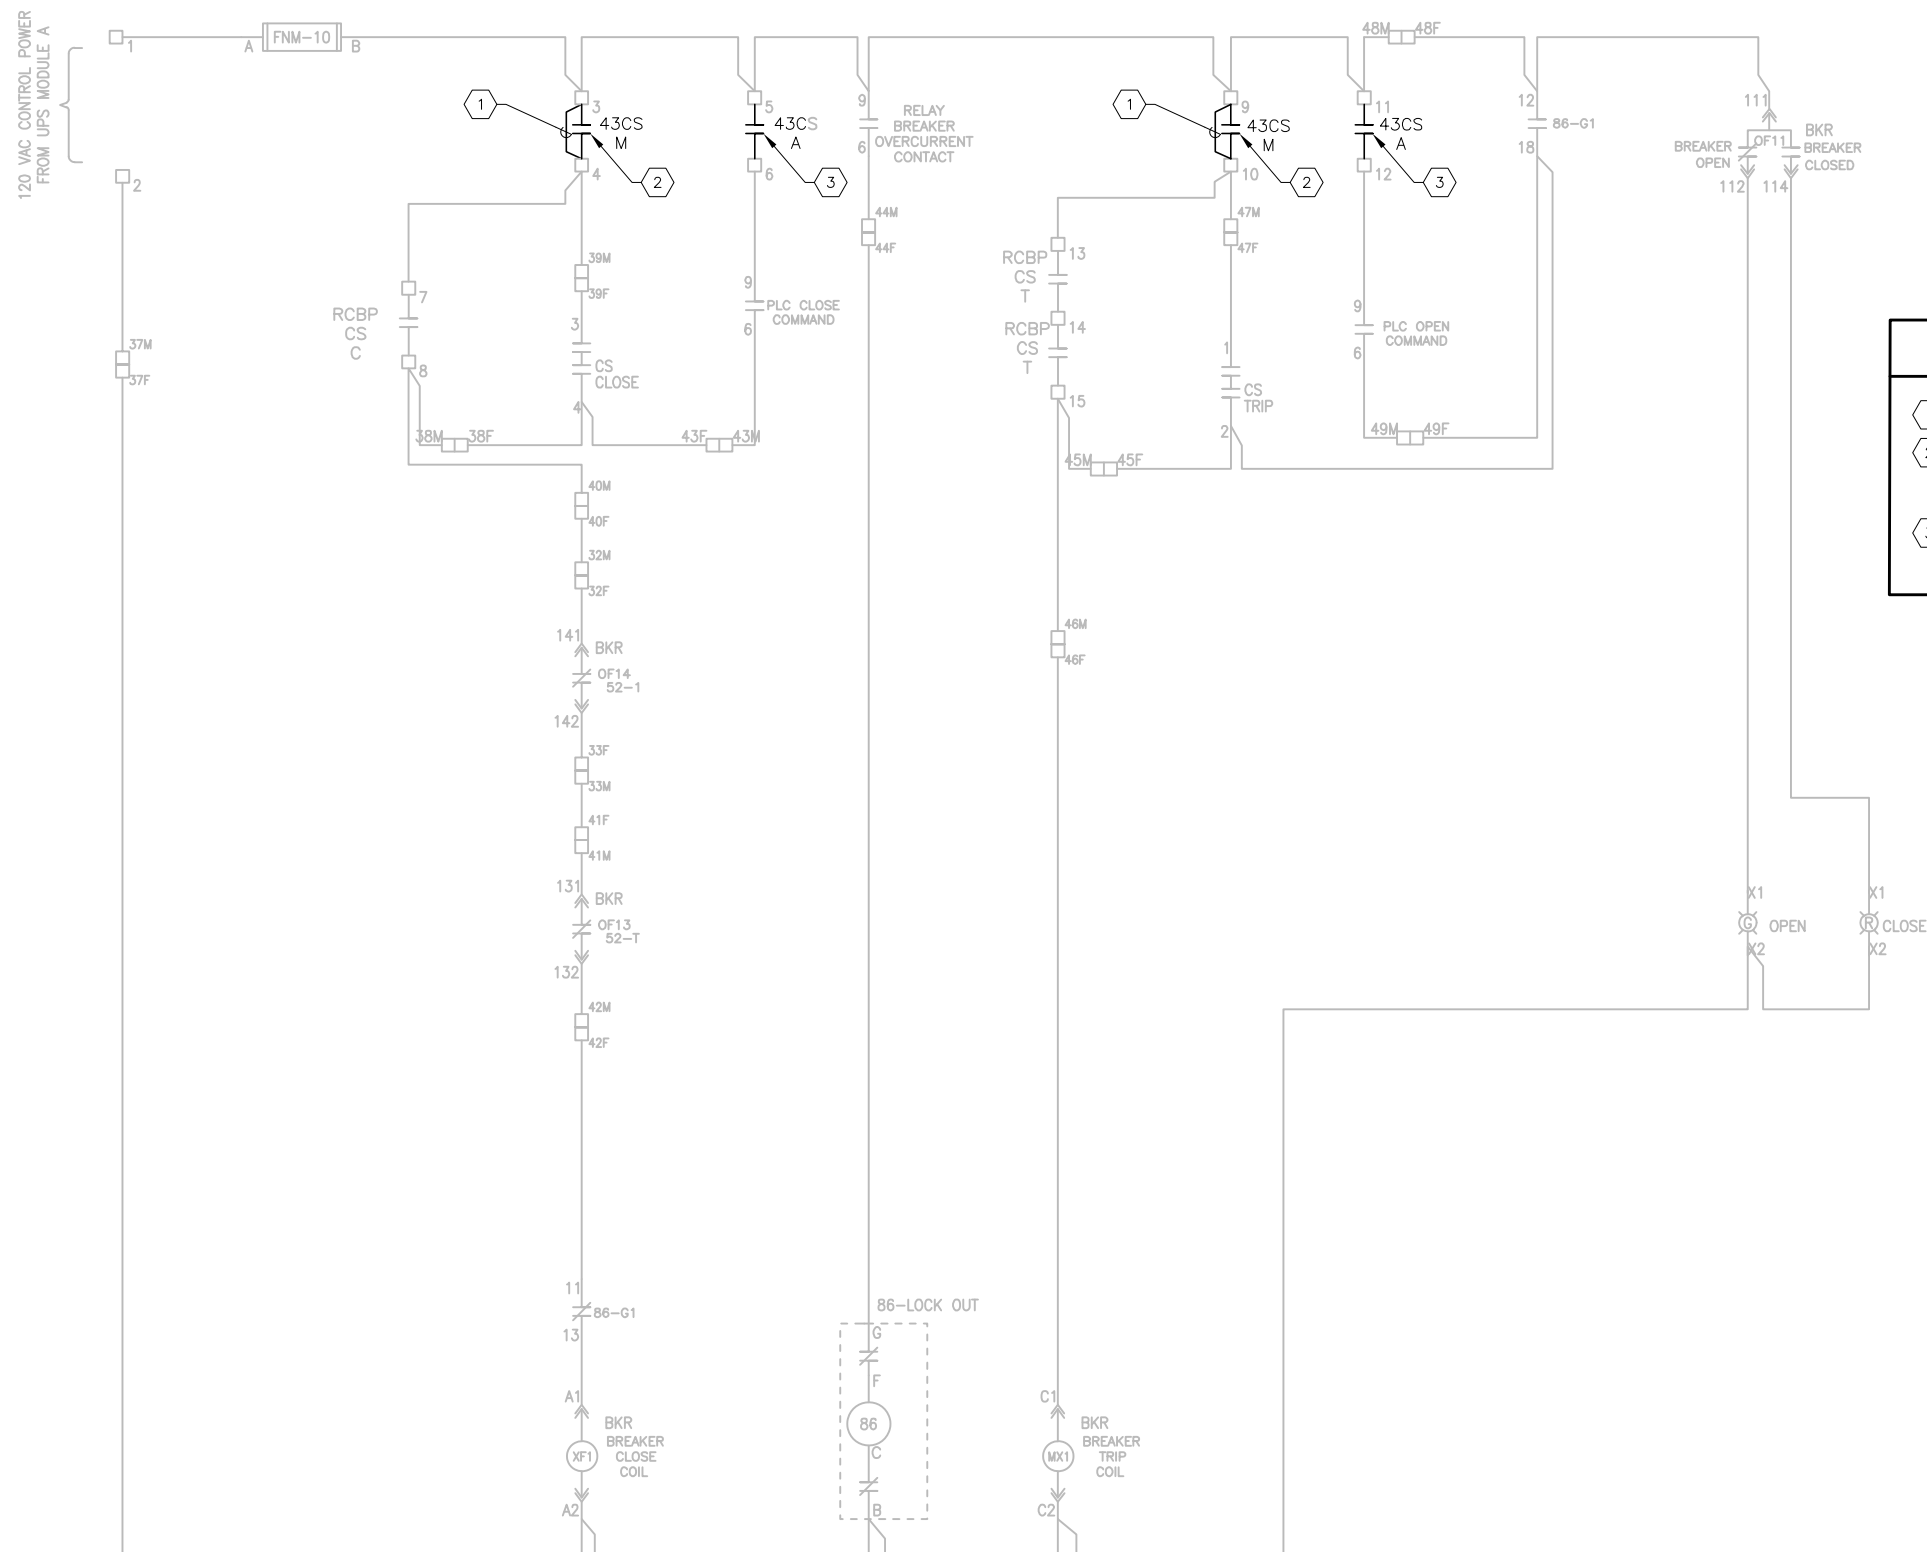 120 VAC CONTROL POWER
FROM UPS MODULE A
1
A
FNM-10
B
2
37M
37F
1
3
43CS
M
2
4
5
43CS
A
3
6
9
RELAY
BREAKER
OVERCURRENT
CONTACT
6
44M
44F
RCBP
CS
C
7
8
39M
39F
3
CS
CLOSE
4
9
PLC CLOSE
COMMAND
6
38M
38F
43F
43M
40M
40F
32M
32F
141
BKR
OF14
52-1
142
33F
33M
41F
41M
131
BKR
OF13
52-T
132
42M
42F
11
86-G1
13
A1
BKR
BREAKER
CLOSE
COIL
XF1
A2
86-LOCK OUT
G
F
86
C
B
1
9
43CS
M
2
10
47M
47F
RCBP
CS
T
13
RCBP
CS
T
14
15
1
CS
TRIP
2
45M
45F
46M
46F
C1
BKR
BREAKER
TRIP
COIL
MX1
C2
48M
48F
11
43CS
A
3
12
9
PLC OPEN
COMMAND
6
49M
49F
12
86-G1
18
111
OF11
BKR
BREAKER
OPEN
BREAKER
CLOSED
112
114
X1
G
OPEN
X2
X1
R
CLOSE
X2